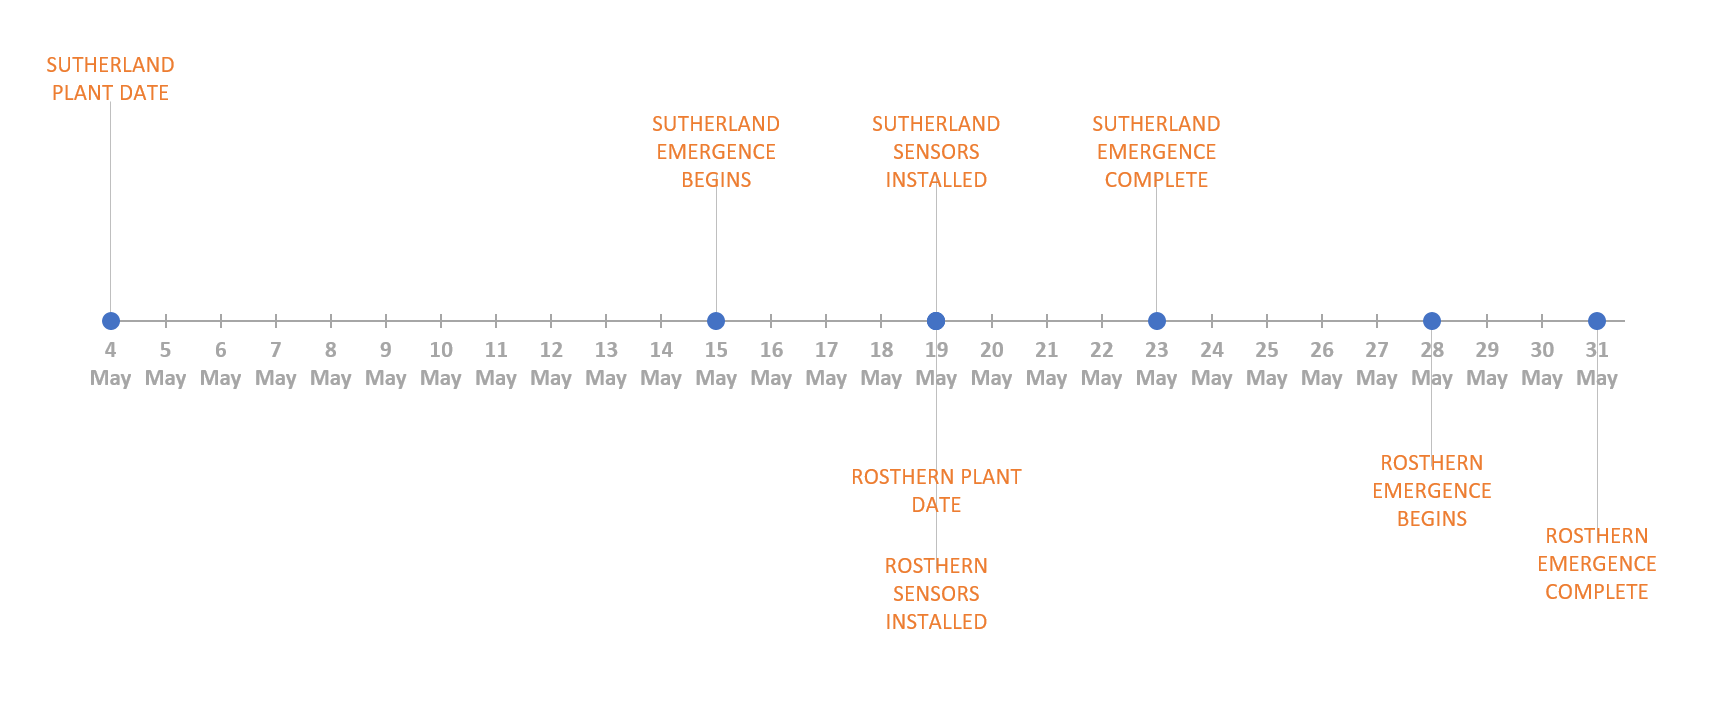 SUTHERLAND
PLANT DATE
SUTHERLAND
EMERGENCE
BEGINS
SUTHERLAND
SENSORS
INSTALLED
SUTHERLAND
EMERGENCE
COMPLETE
4 5 6 7 8 9 10 11 12 13 14 15 16 17 18 19 20 21 22 23 24 25 26 27 28 29 30 31
May May May May May May May May May May May May May May May May May May May May May May May May May May May May
ROSTHERN PLANT
DATE
ROSTHERN
SENSORS
INSTALLED
ROSTHERN
EMERGENCE
BEGINS
ROSTHERN
EMERGENCE
COMPLETE